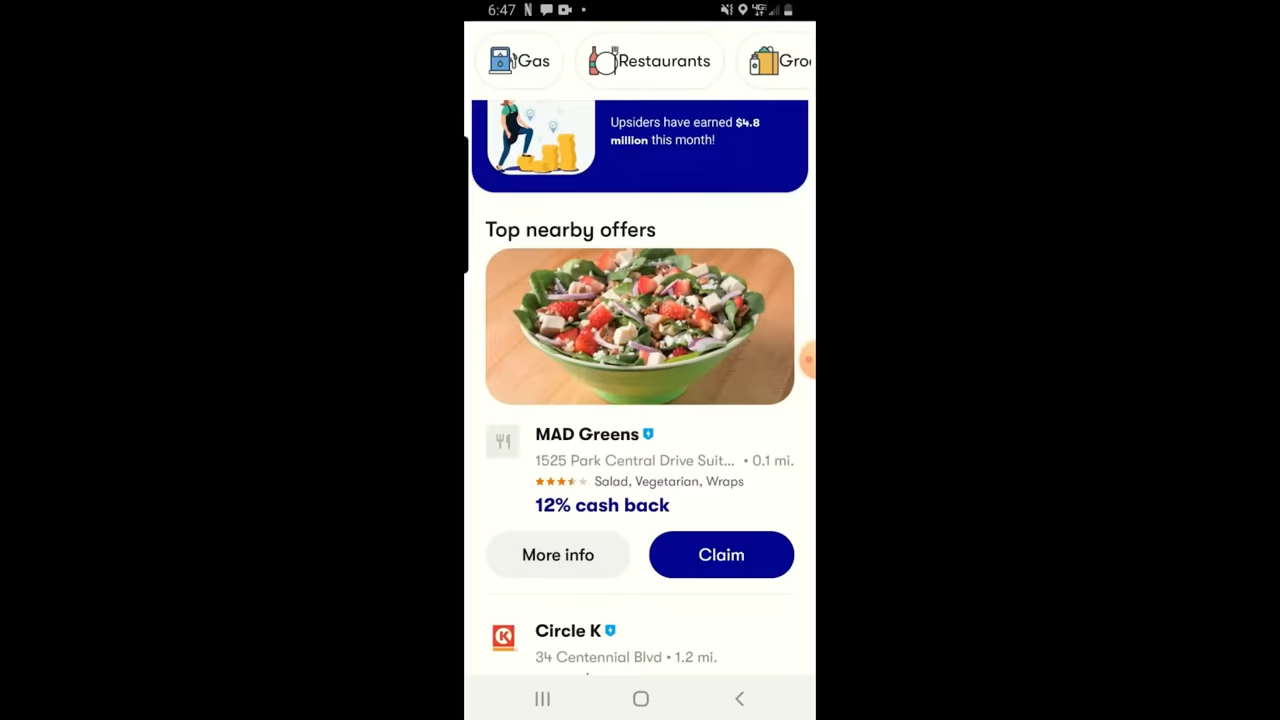 6:47
4GE
Gas
Restaurants
Gro
Upsiders have earned $4.8
million this month!
Top nearby offers
MAD Greens
1525 Park Central Drive Suit... • 0.1 mi.
Salad, Vegetarian, Wraps
12% cash back
More info
Claim
Circle K
34 Centennial Blvd • 1.2 mi.